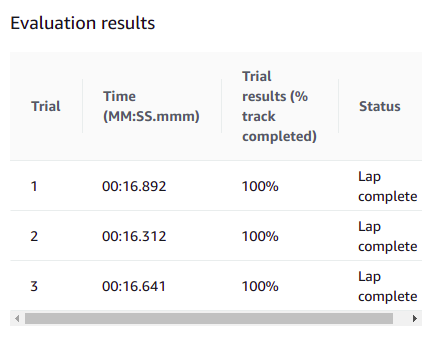 Evaluation results
Trial
Time
(MM:SS.mmm)
Trial
results (%
track
completed)
Status
1 00:16.892 100% Lap
complete
2 00:16.312 100% Lap
complete
3 00:16.641 100% Lap
complete